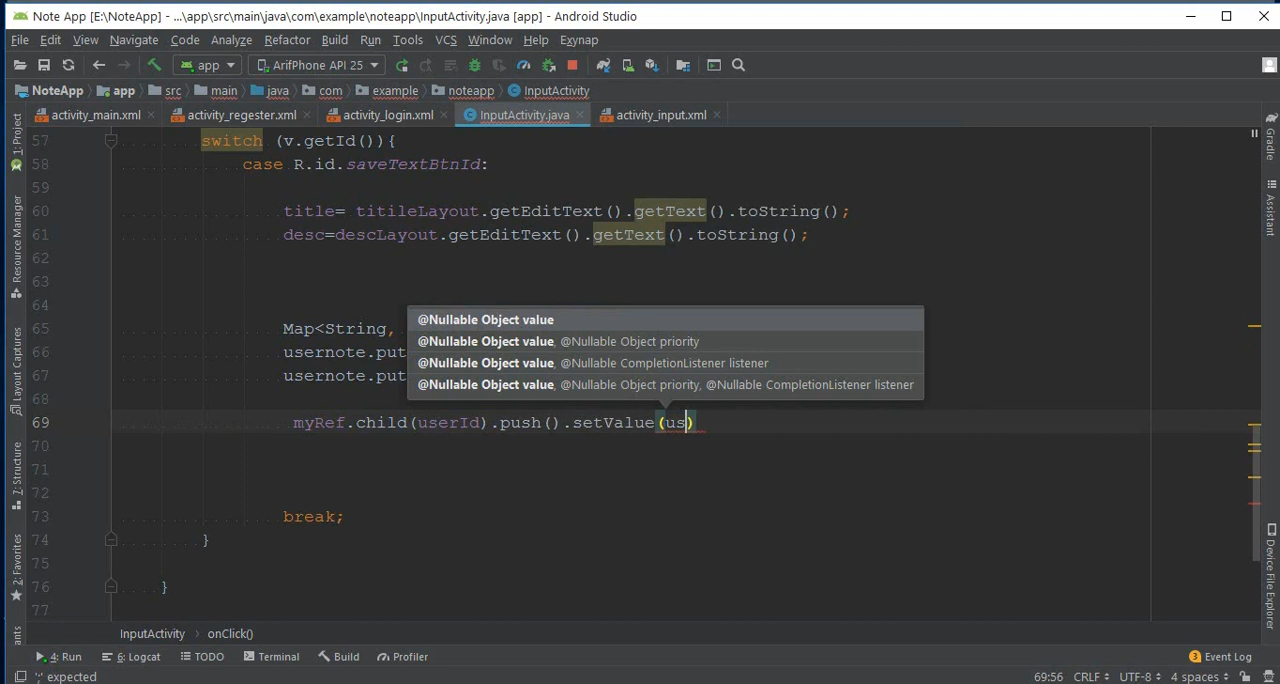 Note App [E:\NoteApp] - ...\app\src\main\java\com\example\noteapp\InputActivity.java [app] - Android Studio
File Edit View Navigate Code Analyze Refactor Build Run Tools VCS Window Help Exynap
app ArifPhone API 25
NoteApp app src main java com example noteapp InputActivity
activity_main.xml activity_regester.xml activity_login.xml InputActivity.java activity_input.xml
57 switch (v.getId()){
58 case R.id.saveTextBtnId:
59
60 title= titileLayout.getEditText().getText().toString();
61 desc=descLayout.getEditText().getText().toString();
62
63
64
65 Map<String,
66 usernote.put
67 usernote.put
68
@Nullable Object value
@Nullable Object value, @Nullable Object priority
@Nullable Object value, @Nullable CompletionListener listener
@Nullable Object value, @Nullable Object priority, @Nullable CompletionListener listener
69 myRef.child(userId).push().setValue(us)
70
71
72
73 break;
74 }
75
76 }
77
InputActivity onClick()
4: Run 6: Logcat TODO Terminal Build Profiler 3 Event Log
';' expected 69:56 CRLF UTF-8 4 spaces
1: Project
Resource Manager
Layout Captures
7: Structure
2: Favorites
ants
Gradle
Assistant
Device File Explorer